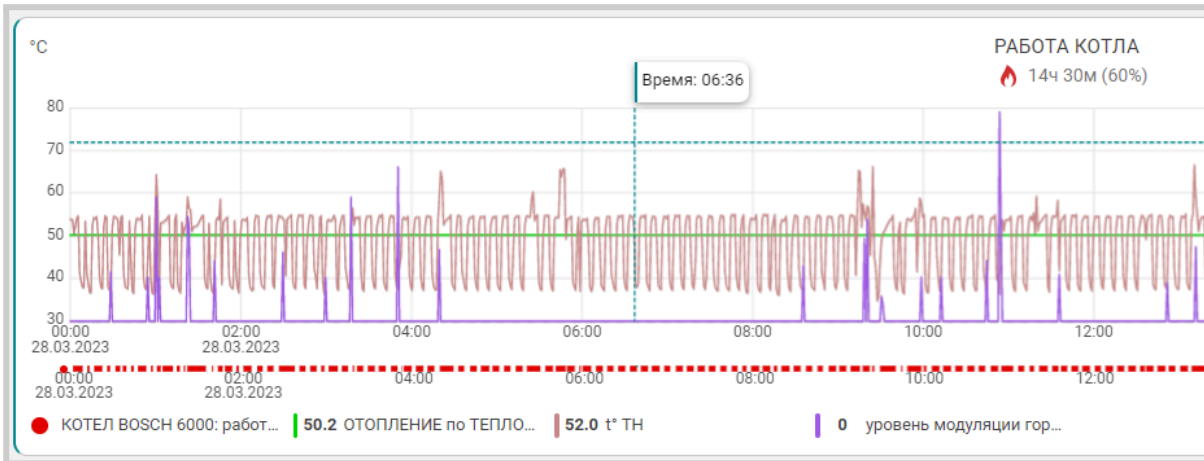 °C
РАБОТА КОТЛА
14ч 30м (60%)
Время: 06:36
80
70
60
50
40
30
00:00 02:00 04:00 06:00 08:00 10:00 12:00
28.03.2023 28.03.2023
00:00 02:00 04:00 06:00 08:00 10:00 12:00
28.03.2023 28.03.2023
КОТЕЛ BOSCH 6000: работ... 50.2 ОТОПЛЕНИЕ по ТЕПЛО... 52.0 t° ТН 0 уровень модуляции гор...